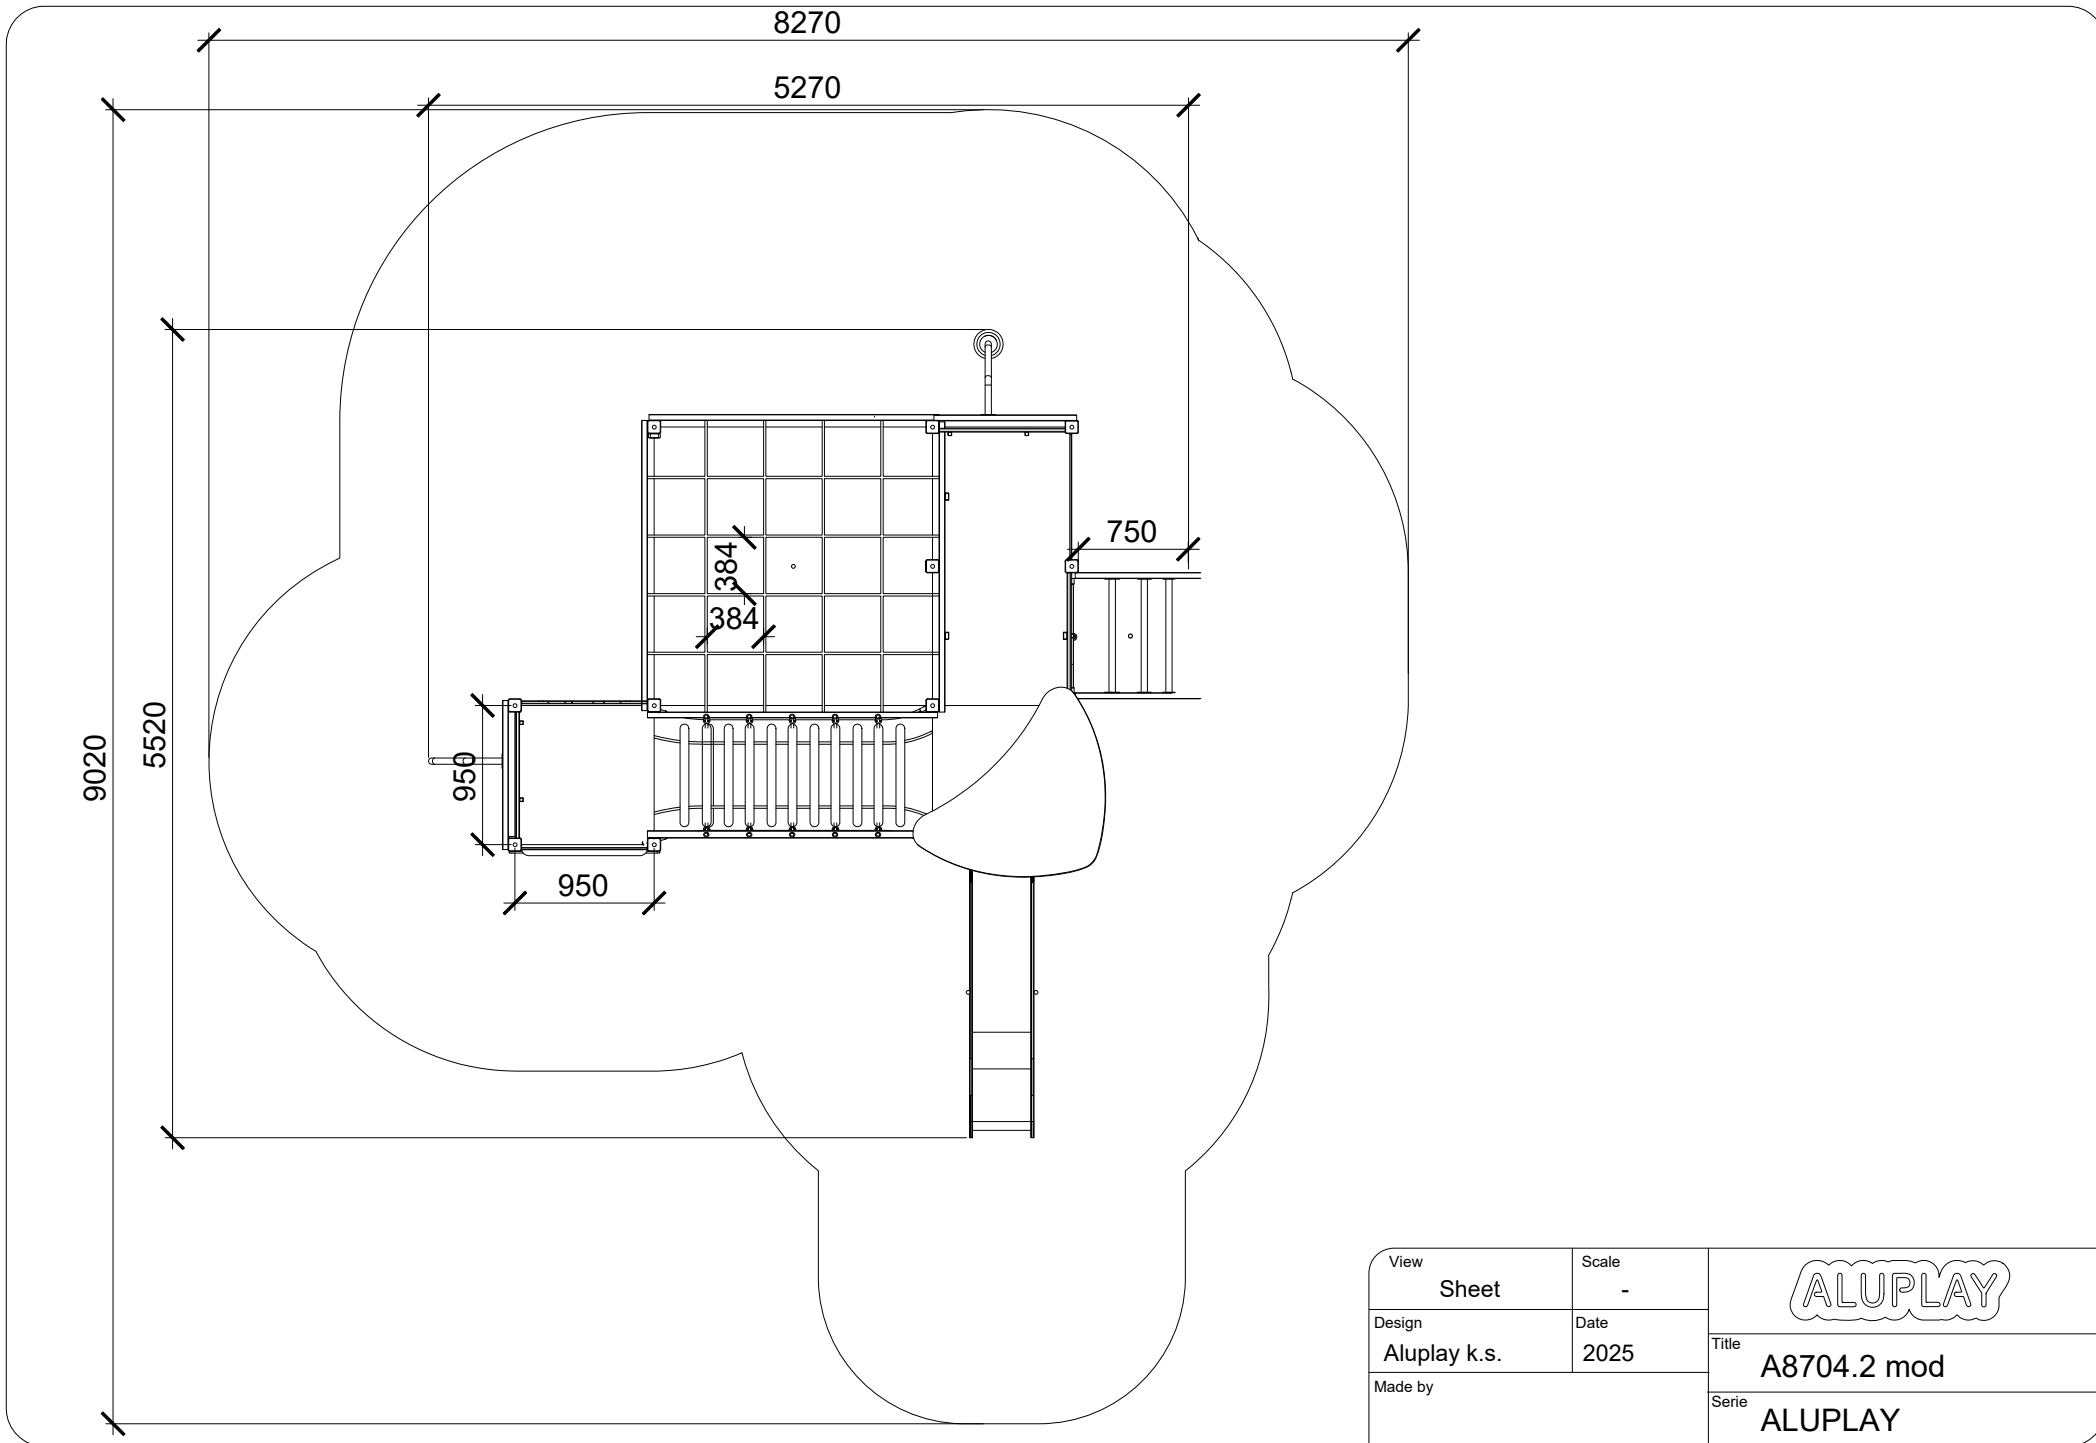 8270
5270
750
384
384
5520
9020
950
950
View
Sheet
Scale
-
ALUPLAY
Design
Aluplay k.s.
Date
2025
Title
A8704.2 mod
Made by
Serie
ALUPLAY